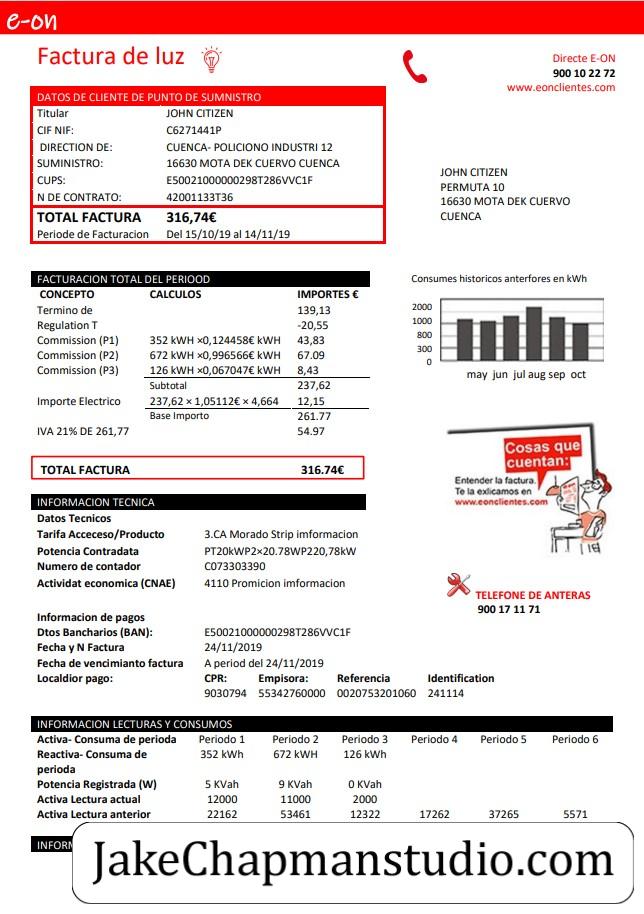 e-on
Factura de luz
Directe E-ON
900 10 22 72
www.eonclientes.com
DATOS DE CLIENTE DE PUNTO DE SUMNISTRO
Titular JOHN CITIZEN
CIF NIF: C6271441P
DIRECTION DE: CUENCA- POLICIONO INDUSTRI 12
SUMINISTRO: 16630 MOTA DEK CUERVO CUENCA
CUPS: E50021000000298T286VVC1F
N DE CONTRATO: 42001133T36
TOTAL FACTURA 316,74€
Periode de Facturacion Del 15/10/19 al 14/11/19
JOHN CITIZEN
PERMUTA 10
16630 MOTA DEK CUERVO
CUENCA
FACTURACION TOTAL DEL PERIOOD
CONCEPTO CALCULOS IMPORTES €
Termino de 139,13
Regulation T -20,55
Commission (P1) 352 kWH ×0,124458€ kWH 43,83
Commission (P2) 672 kWH ×0,996566€ kWH 67.09
Commission (P3) 126 kWH ×0,067047€ kWH 8,43
Subtotal 237,62
Importe Electrico 237,62 × 1,05112€ × 4,664 12,15
Base Importo 261.77
IVA 21% DE 261,77 54.97
TOTAL FACTURA 316.74€
Consumes historicos anterfores en kWh
2000
1000
800
300
0
may jun jul aug sep oct
Cosas que
cuentan:
Entender la factura.
Te la exlicamos en
www.eonclientes.com
INFORMACION TECNICA
Datos Tecnicos
Tarifa Acceceso/Producto 3.CA Morado Strip imformacion
Potencia Contradata PT20kWP2×20.78WP220,78kW
Numero de contador C073303390
Actividat economica (CNAE) 4110 Promicion imformacion
TELEFONE DE ANTERAS
900 17 11 71
Informacion de pagos
Dtos Bancharios (BAN): E50021000000298T286VVC1F
Fecha y N Factura 24/11/2019
Fecha de vencimianto factura A period del 24/11/2019
Localdior pago: CPR: Empisora: Referencia Identification
9030794 55342760000 0020753201060 241114
INFORMACION LECTURAS Y CONSUMOS
Activa- Consuma de perioda Periodo 1 Periodo 2 Periodo 3 Periodo 4 Periodo 5 Periodo 6
Reactiva- Consuma de 352 kWh 672 kWH 126 kWh
perioda
Potencia Registrada (W) 5 KVah 9 KVah 0 KVah
Activa Lectura actual 12000 11000 2000
Activa Lectura anterior 22162 53461 12322 17262 37265 5571
JakeChapmanstudio.com